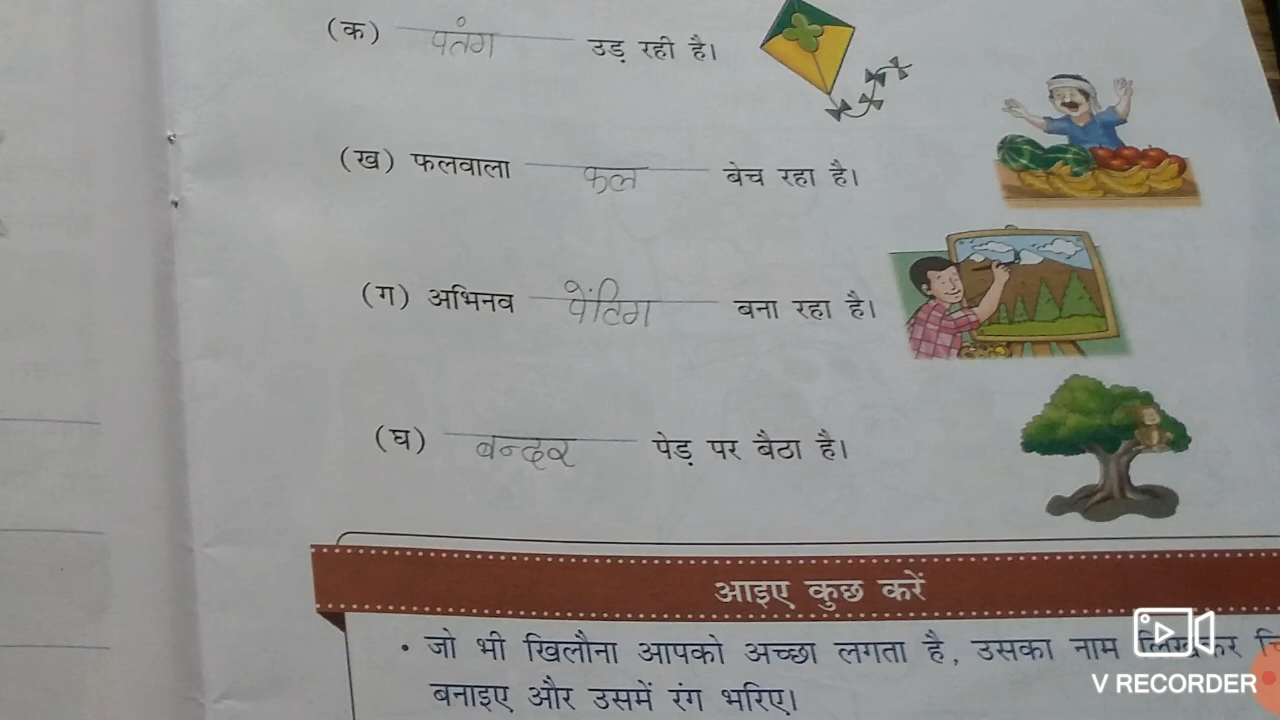 (क) पतंग उड़ रही है।
(ख) फलवाला फल बेच रहा है।
(ग) अभिनव पेंटिग बना रहा है।
(घ) बन्दर पेड़ पर बैठा है।
आइए कुछ करें
• जो भी खिलौना आपको अच्छा लगता है, उसका नाम लिखकर
बनाइए और उसमें रंग भरिए।
V RECORDER